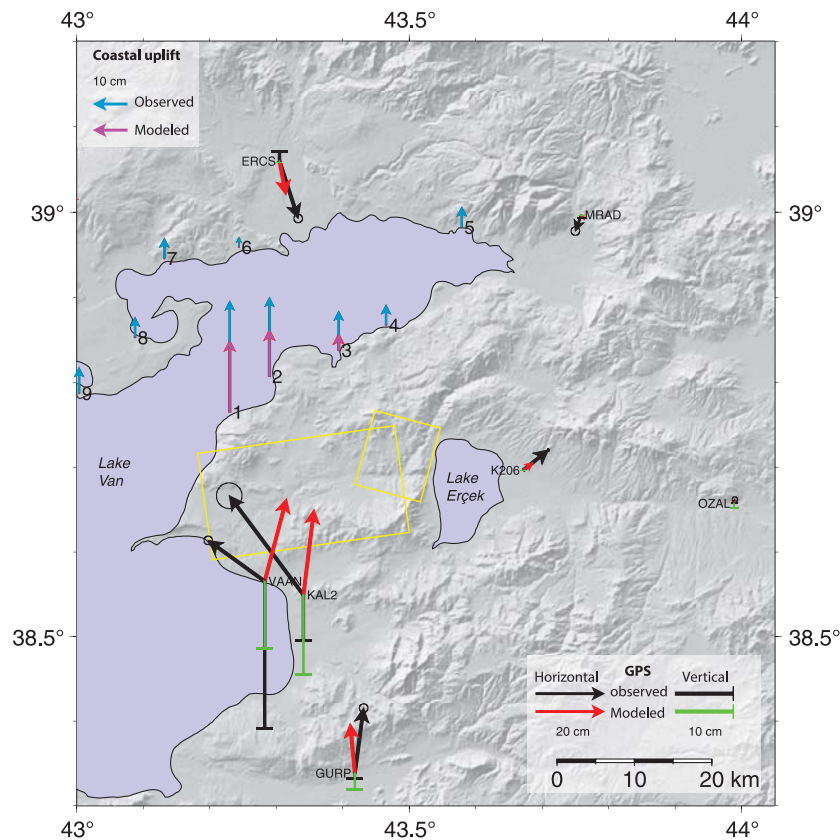 43° 43.5° 44°
Coastal uplift
10 cm
Observed
Modeled
ERCS
MRAD
39° 39°
5
6
7
8
4
3
2
9
1
Lake
Van
K206
Lake
Erçek
OZAL
VAAN
KAL2
38.5° 38.5°
Horizontal GPS Vertical
observed
Modeled
20 cm 10 cm
GURP
0 10 20 km
43° 43.5° 44°